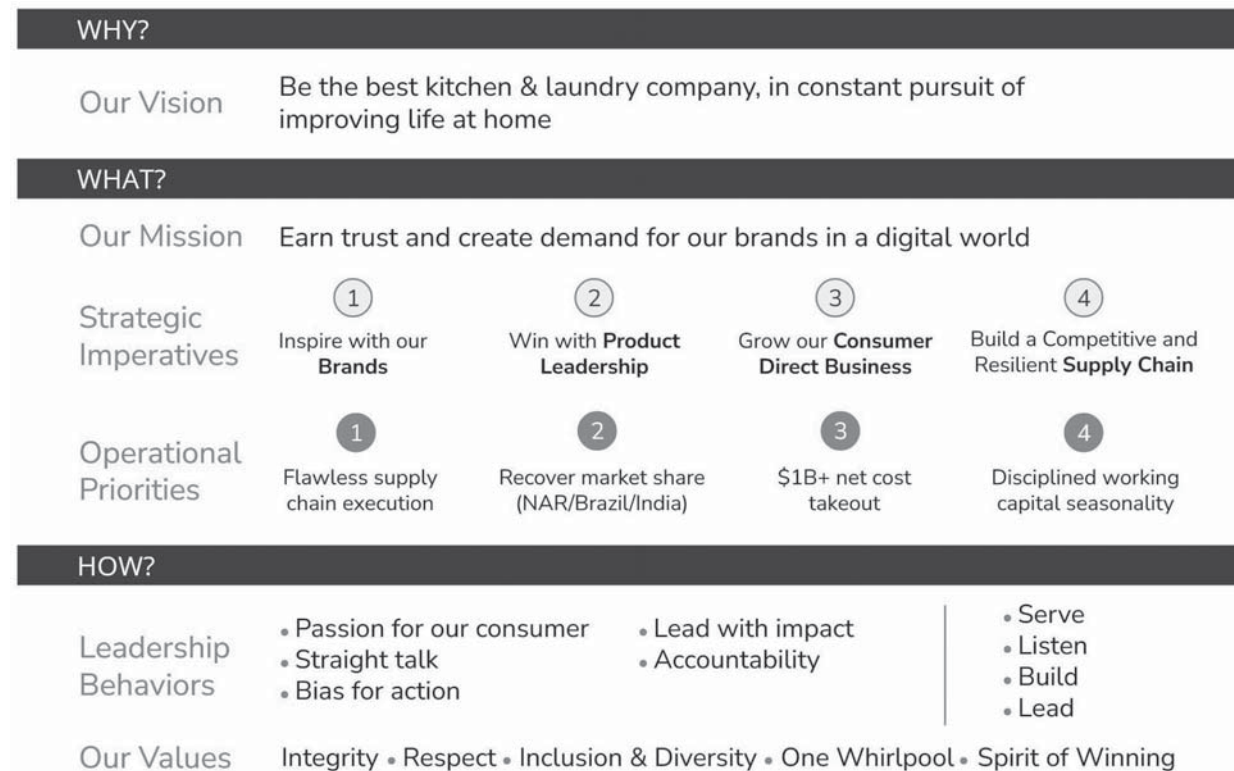 WHY?
Our Vision
Be the best kitchen & laundry company, in constant pursuit of
improving life at home
WHAT?
Our Mission
Earn trust and create demand for our brands in a digital world
Strategic
Imperatives
1
Inspire with our
Brands
2
Win with Product
Leadership
3
Grow our Consumer
Direct Business
4
Build a Competitive and
Resilient Supply Chain
Operational
Priorities
1
Flawless supply
chain execution
2
Recover market share
(NAR/Brazil/India)
3
$1B+ net cost
takeout
4
Disciplined working
capital seasonality
HOW?
Leadership
Behaviors
• Passion for our consumer
• Straight talk
• Bias for action
• Lead with impact
• Accountability
• Serve
• Listen
• Build
• Lead
Our Values
Integrity • Respect • Inclusion & Diversity • One Whirlpool • Spirit of Winning